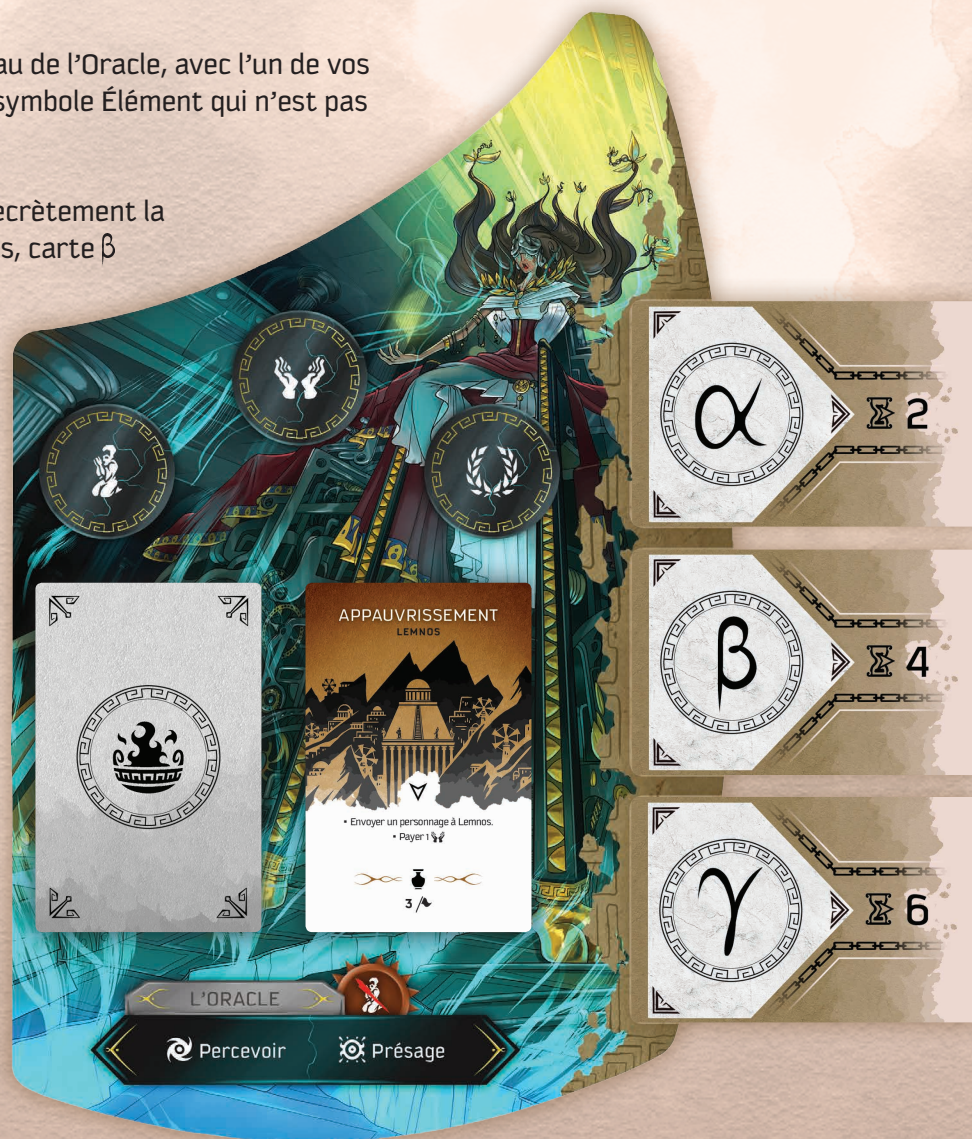 au de l’Oracle, avec l’un de vos
symbole Élément qui n’est pas
ecrètement la
s, carte β
α
2
β
4
γ
6
APPAUVRISSEMENT
LEMNOS
• Envoyer un personnage à Lemnos.
• Payer 1
3 /
L’ORACLE
Percevoir
Présage